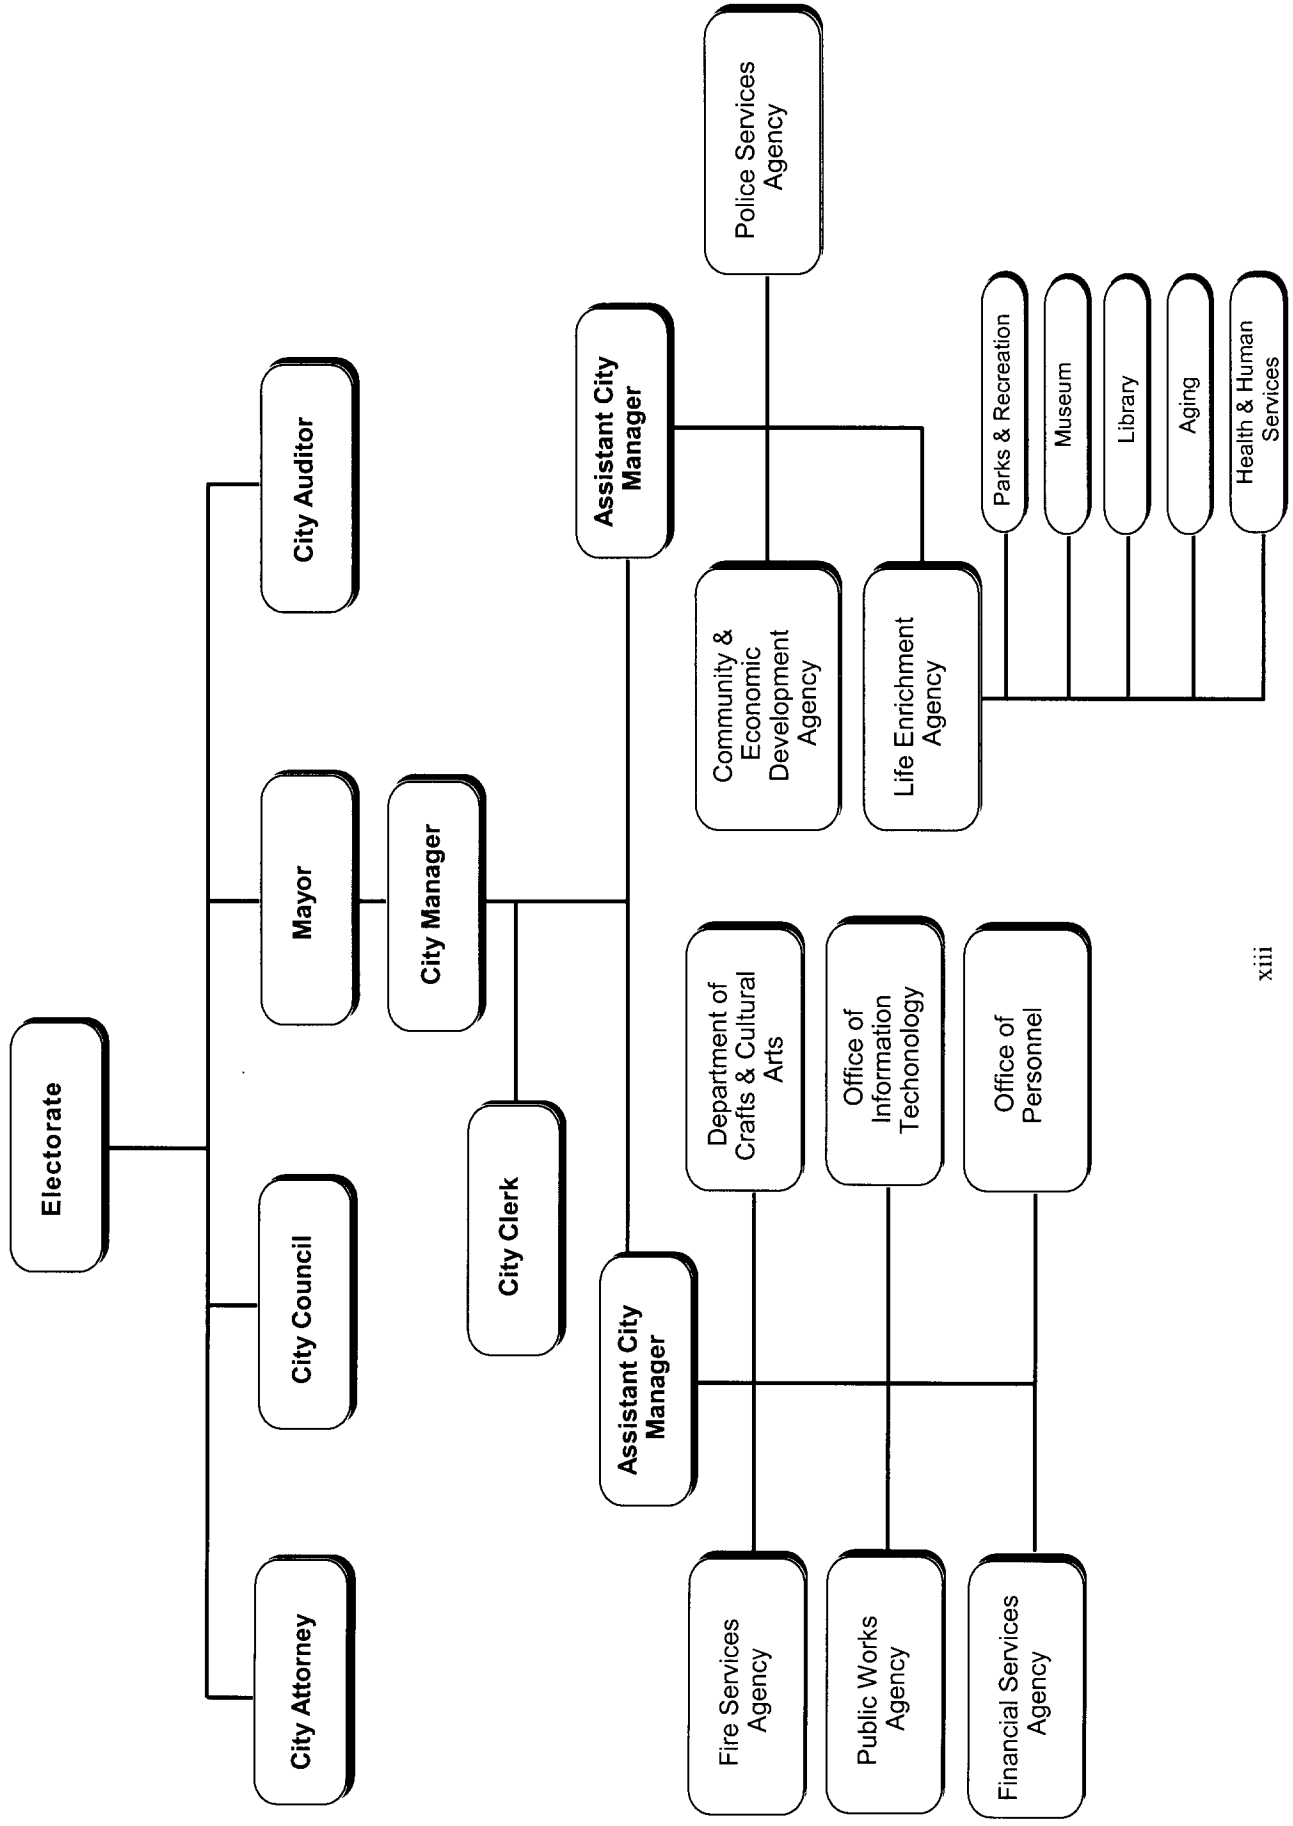 Electorate
City Attorney
City Council
Mayor
City Auditor
City Manager
City Clerk
Assistant City
Manager
Assistant City
Manager
Fire Services
Agency
Department of
Crafts & Cultural
Arts
Public Works
Agency
Office of
Information
Techonology
Financial Services
Agency
Office of
Personnel
Community &
Economic
Development
Agency
Police Services
Agency
Life Enrichment
Agency
Parks & Recreation
Museum
Library
Aging
Health & Human
Services
xiii